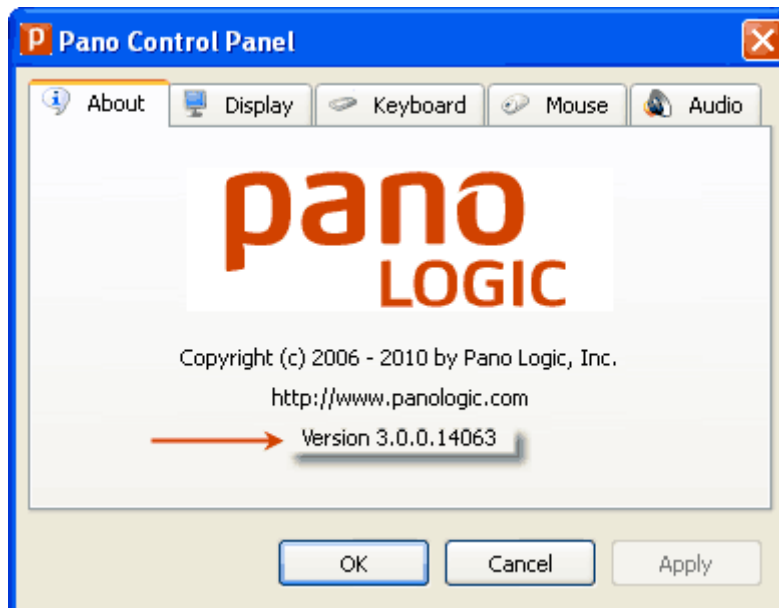 Pano Control Panel
About Display Keyboard Mouse Audio
pano
LOGIC
Copyright (c) 2006 - 2010 by Pano Logic, Inc.
http://www.panologic.com
Version 3.0.0.14063
OK Cancel Apply